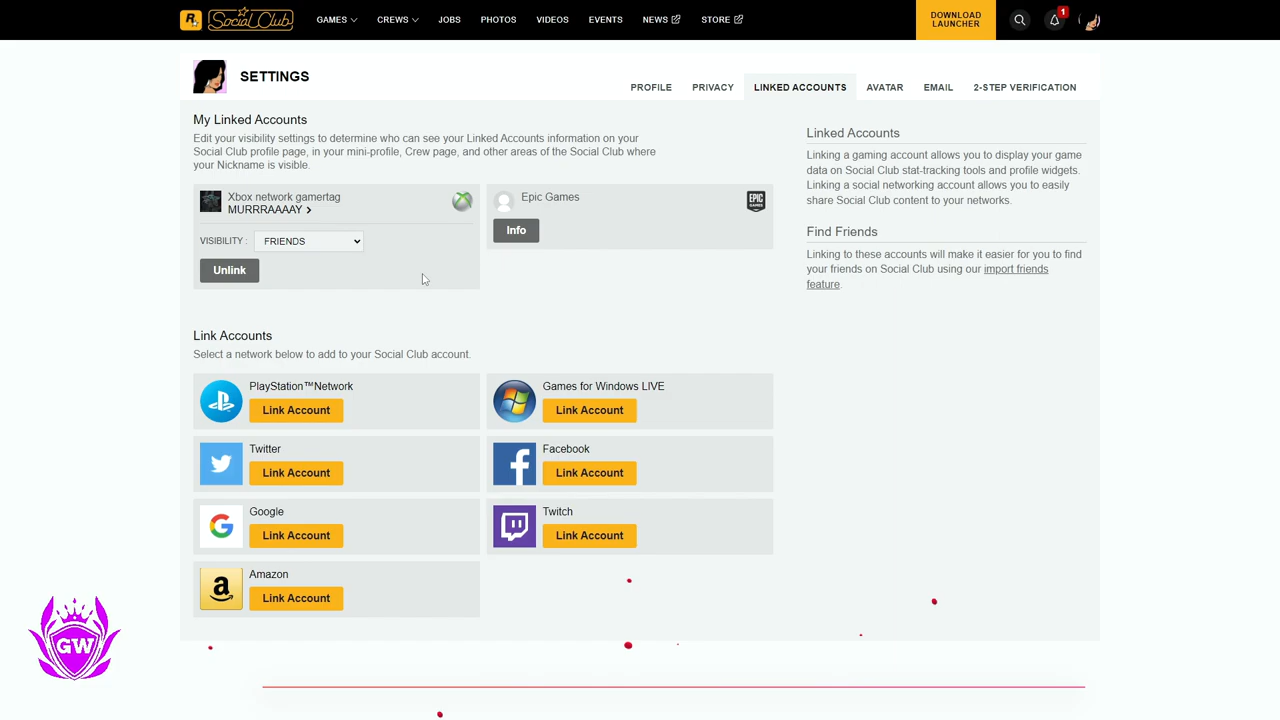 R Social Club GAMES CREWS JOBS PHOTOS VIDEOS EVENTS NEWS STORE DOWNLOAD LAUNCHER 1
SETTINGS
PROFILE PRIVACY LINKED ACCOUNTS AVATAR EMAIL 2-STEP VERIFICATION
My Linked Accounts
Edit your visibility settings to determine who can see your Linked Accounts information on your
Social Club profile page, in your mini-profile, Crew page, and other areas of the Social Club where
your Nickname is visible.
Xbox network gamertag
MURRRAAAAY
VISIBILITY : FRIENDS
Unlink
Epic Games
EPIC GAMES
Info
Linked Accounts
Linking a gaming account allows you to display your game
data on Social Club stat-tracking tools and profile widgets.
Linking a social networking account allows you to easily
share Social Club content to your networks.
Find Friends
Linking to these accounts will make it easier for you to find
your friends on Social Club using our import friends
feature.
Link Accounts
Select a network below to add to your Social Club account.
PlayStation™Network
Link Account
Games for Windows LIVE
Link Account
Twitter
Link Account
Facebook
Link Account
Google
Link Account
Twitch
Link Account
Amazon
Link Account
GW